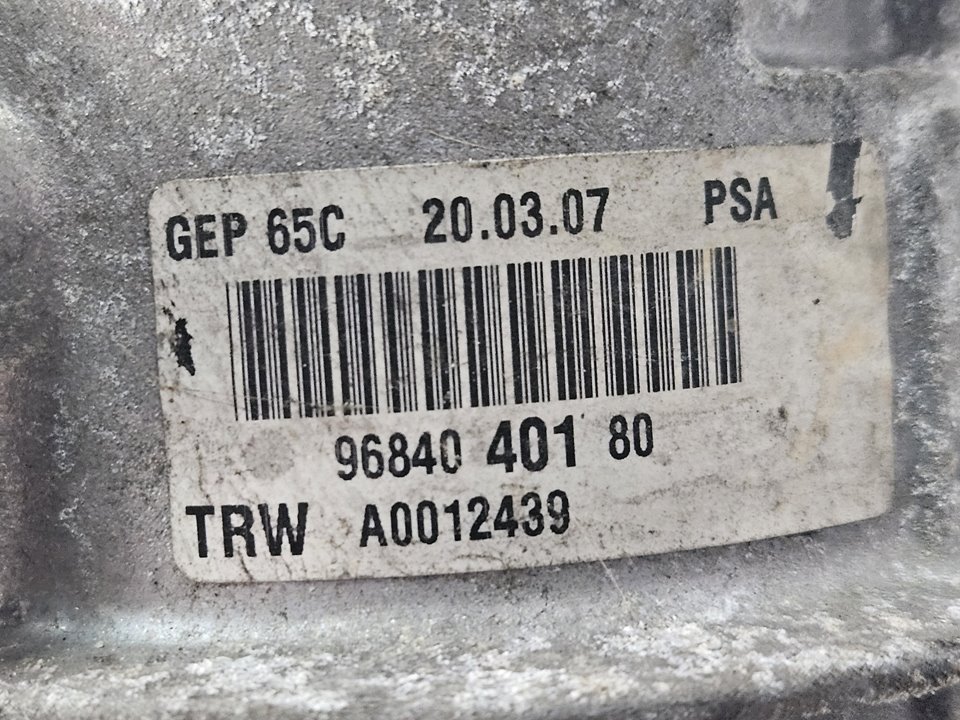 GEP 65C 20.03.07 PSA
96840 401 80
TRW A0012439